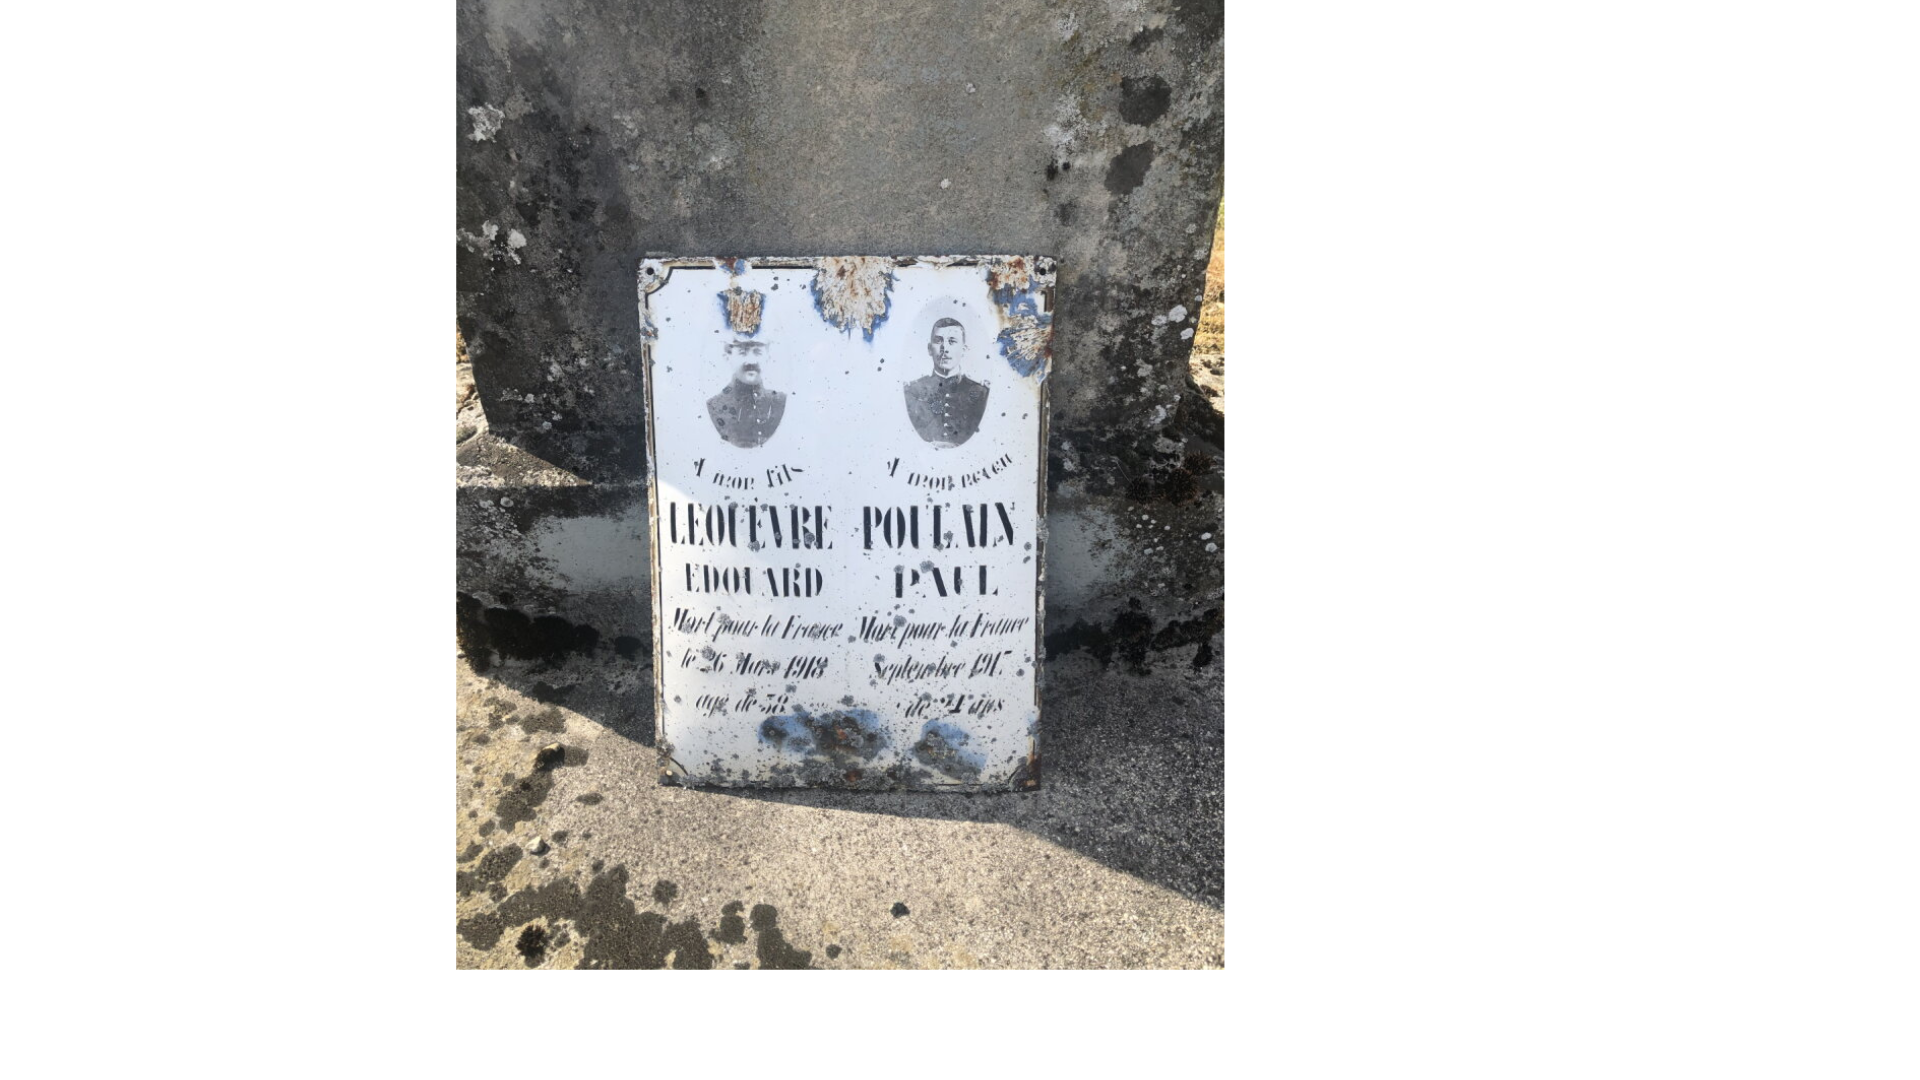 A mon fils
LEQUEVRE
EDOUARD
Mort pour la France
le 26 Mars 1918
agé de 38
A mon neveu
POULAIN
PAUL
Mort pour la France
Septembre 1917
de 21 ans